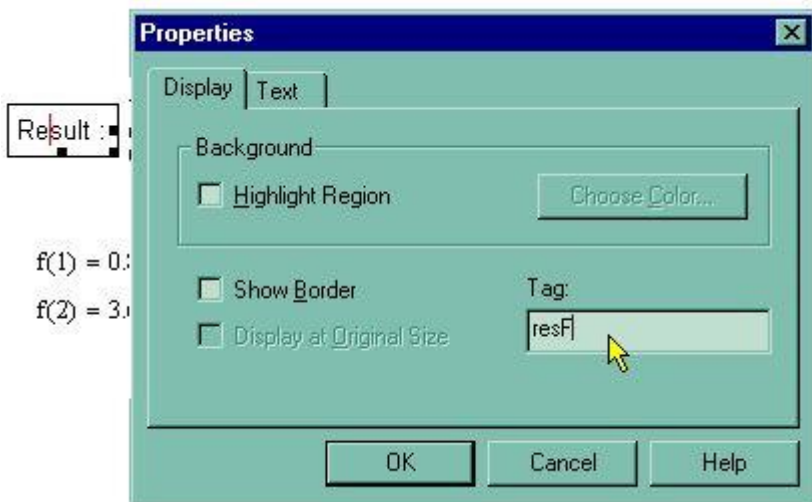 Properties
Display Text
Result :
Background
Highlight Region Choose Color...
f(1) = 0.
Show Border Tag:
f(2) = 3.
Display at Original Size resF
OK Cancel Help